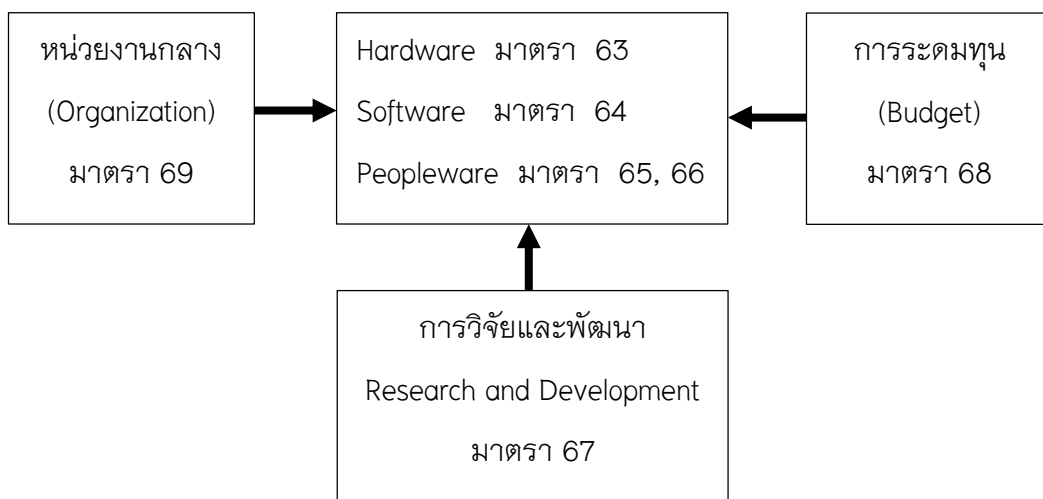 หน่วยงานกลาง
(Organization)
มาตรา 69
Hardware มาตรา 63
Software มาตรา 64
Peopleware มาตรา 65, 66
การระดมทุน
(Budget)
มาตรา 68
การวิจัยและพัฒนา
Research and Development
มาตรา 67